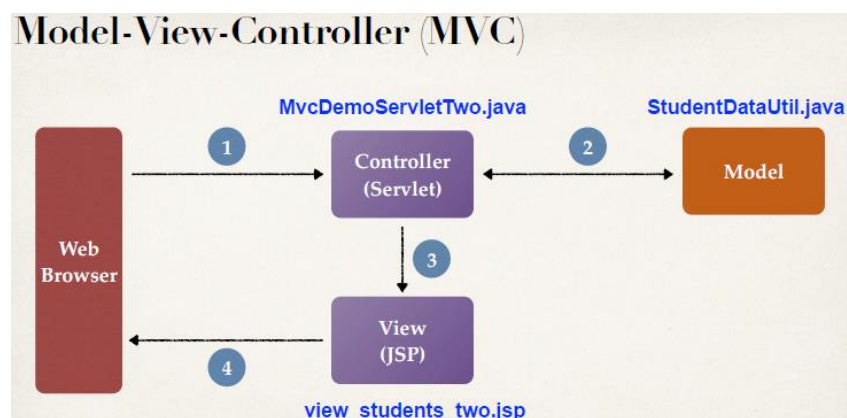 Model-View-Controller (MVC)
MvcDemoServletTwo.java
StudentDataUtil.java
1
2
Controller
(Servlet)
Model
Web
Browser
3
View
(JSP)
4
view_students_two.jsp